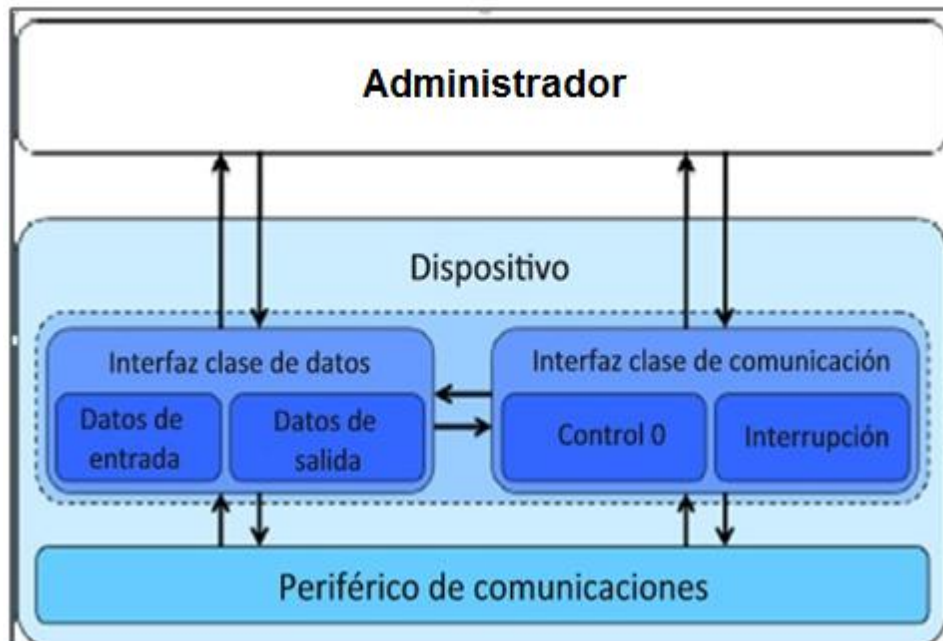 Administrador
Dispositivo
Interfaz clase de datos
Datos de
entrada
Datos de
salida
Interfaz clase de comunicación
Control 0
Interrupción
Periférico de comunicaciones